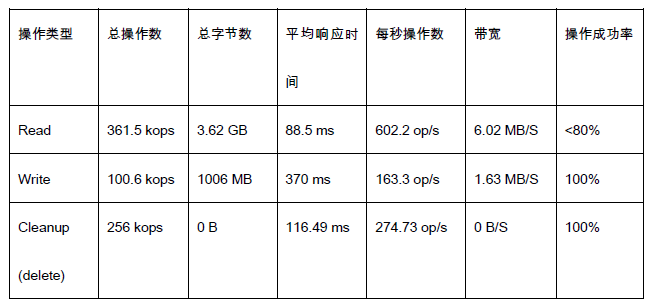 操作类型 总操作数 总字节数 平均响应时 每秒操作数 带宽 操作成功率
间
Read 361.5 kops 3.62 GB 88.5 ms 602.2 op/s 6.02 MB/S <80%
Write 100.6 kops 1006 MB 370 ms 163.3 op/s 1.63 MB/S 100%
Cleanup 256 kops 0 B 116.49 ms 274.73 op/s 0 B/S 100%
(delete)